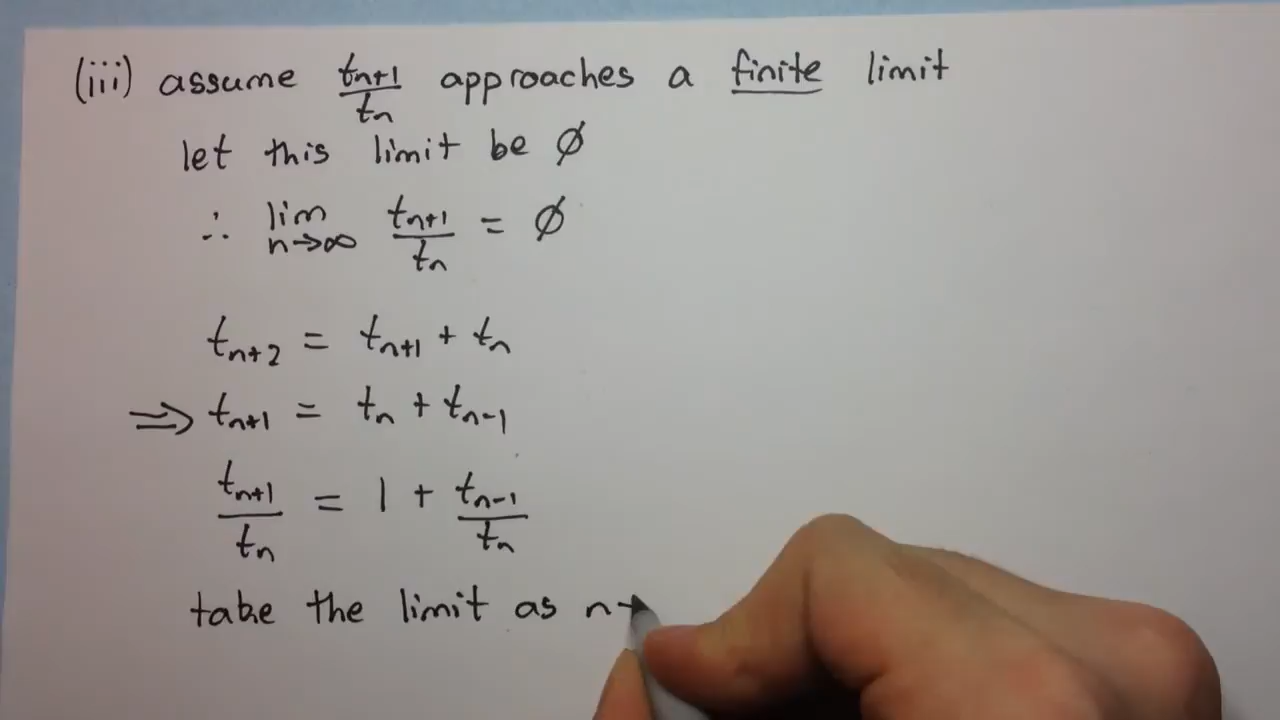 (iii) assume tn+1/tn approaches a finite limit
let this limit be ∅
∴ lim n→∞ tn+1/tn = ∅
tn+2 = tn+1 + tn
⇒ tn+1 = tn + tn-1
tn+1/tn = 1 + tn-1/tn
take the limit as n